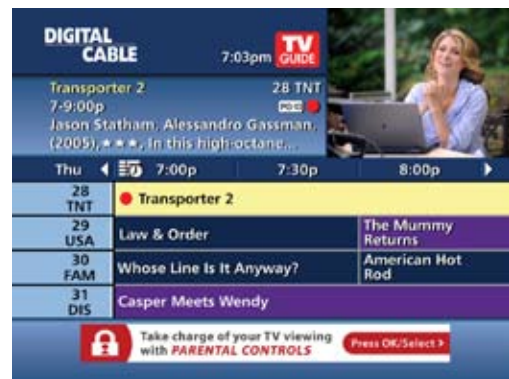 DIGITAL
CABLE
7:03pm
TV
GUIDE
Transporter 2
28 TNT
7-9:00p
Jason Statham, Alessandro Gassman.
(2005), ★ ★ ★, In this high-octane...
Thu
7:00p
7:30p
8:00p
28
TNT
Transporter 2
29
USA
Law & Order
The Mummy
Returns
30
FAM
Whose Line Is It Anyway?
American Hot
Rod
31
DIS
Casper Meets Wendy
Take charge of your TV viewing
with PARENTAL CONTROLS
Press OK/Select >